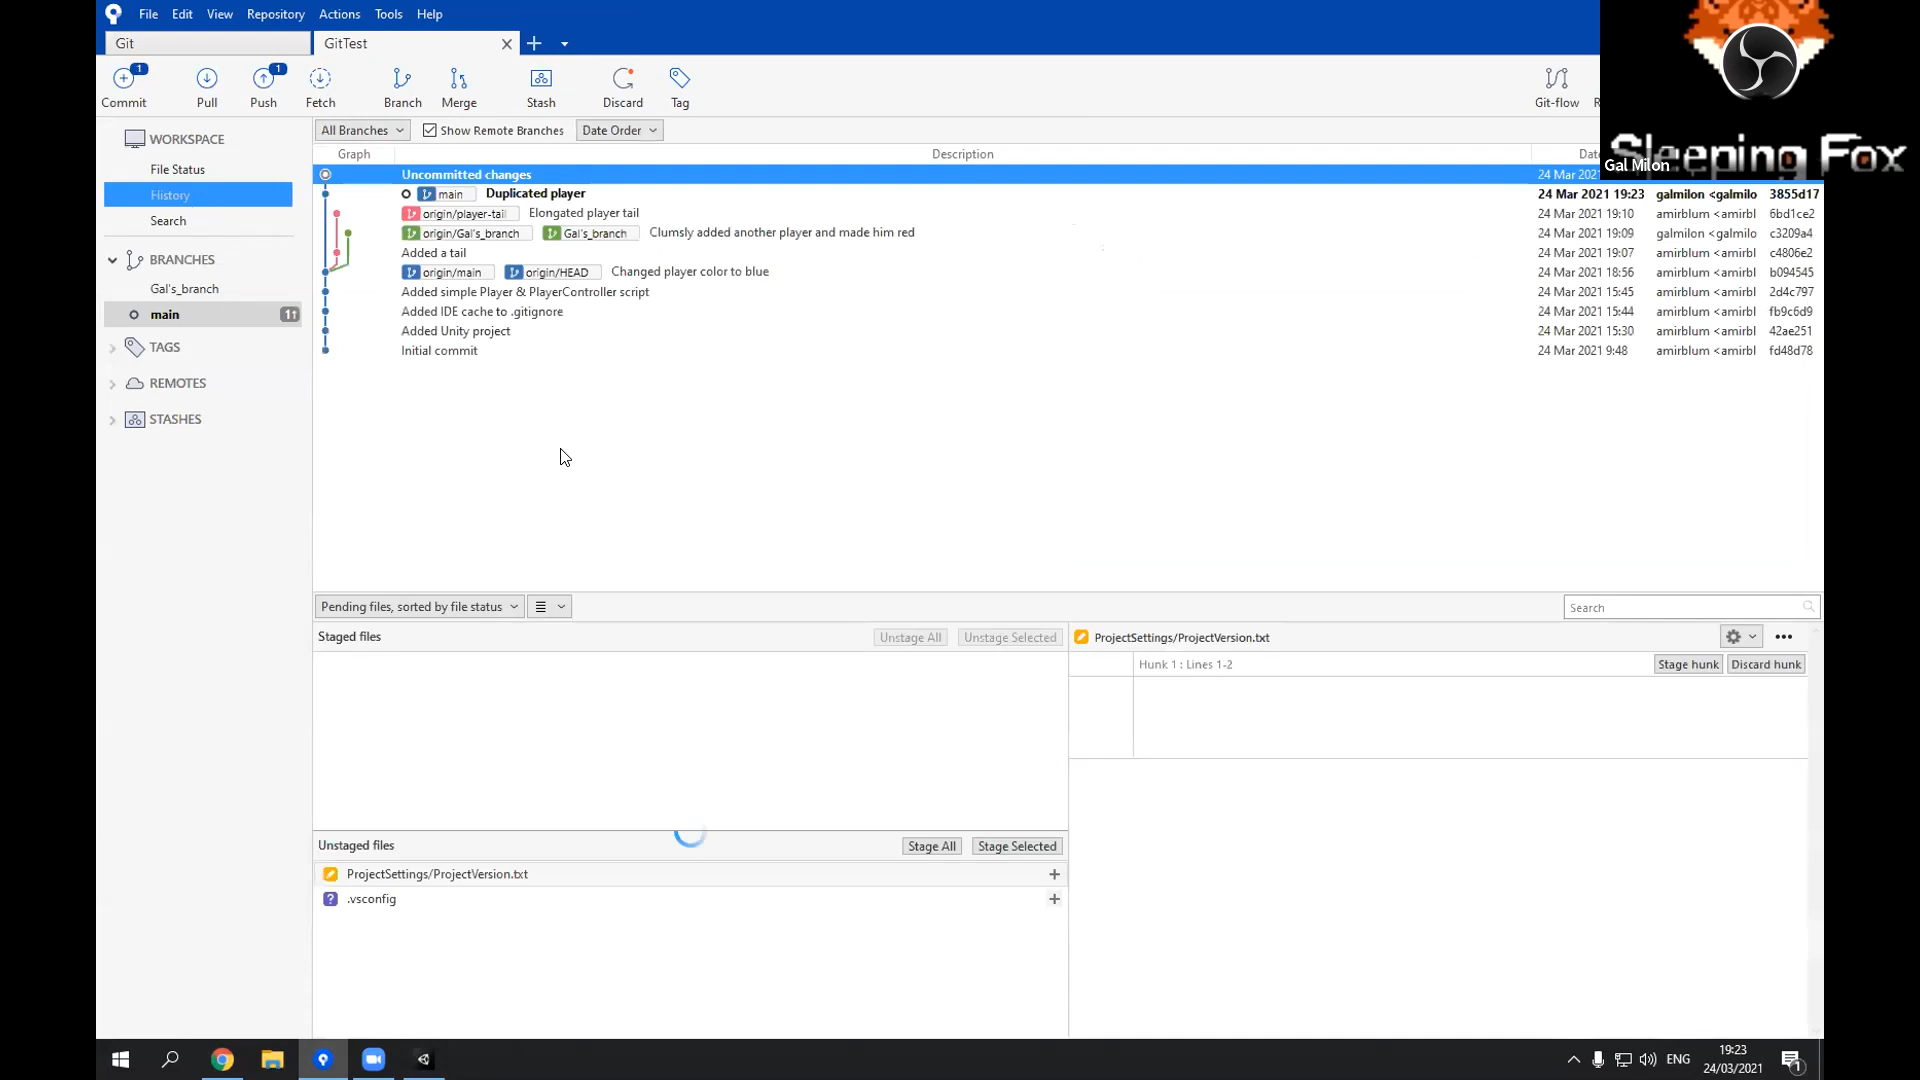 File Edit View Repository Actions Tools Help
Git GitTest
1 1
Commit Pull Push Fetch Branch Merge Stash Discard Tag Git-flow
Sleeping Fox
Gal Milon
WORKSPACE
File Status
History
Search
BRANCHES
Gal's_branch
main 1↑
TAGS
REMOTES
STASHES
All Branches Show Remote Branches Date Order
Graph Description
Uncommitted changes 24 Mar 202
main Duplicated player 24 Mar 2021 19:23 galmilon <galmilo 3855d17
origin/player-tail Elongated player tail 24 Mar 2021 19:10 amirblum <amirbl 6bd1ce2
origin/Gal's_branch Gal's_branch Clumsly added another player and made him red 24 Mar 2021 19:09 galmilon <galmilo c3209a4
Added a tail 24 Mar 2021 19:07 amirblum <amirbl c4806e2
origin/main origin/HEAD Changed player color to blue 24 Mar 2021 18:56 amirblum <amirbl b094545
Added simple Player & PlayerController script 24 Mar 2021 15:45 amirblum <amirbl 2d4c797
Added IDE cache to .gitignore 24 Mar 2021 15:44 amirblum <amirbl fb9c6d9
Added Unity project 24 Mar 2021 15:30 amirblum <amirbl 42ae251
Initial commit 24 Mar 2021 9:48 amirblum <amirbl fd48d78
Pending files, sorted by file status Search
Staged files Unstage All Unstage Selected
ProjectSettings/ProjectVersion.txt
Hunk 1 : Lines 1-2 Stage hunk Discard hunk
Unstaged files Stage All Stage Selected
ProjectSettings/ProjectVersion.txt
.vsconfig
ENG 19:23
24/03/2021
1